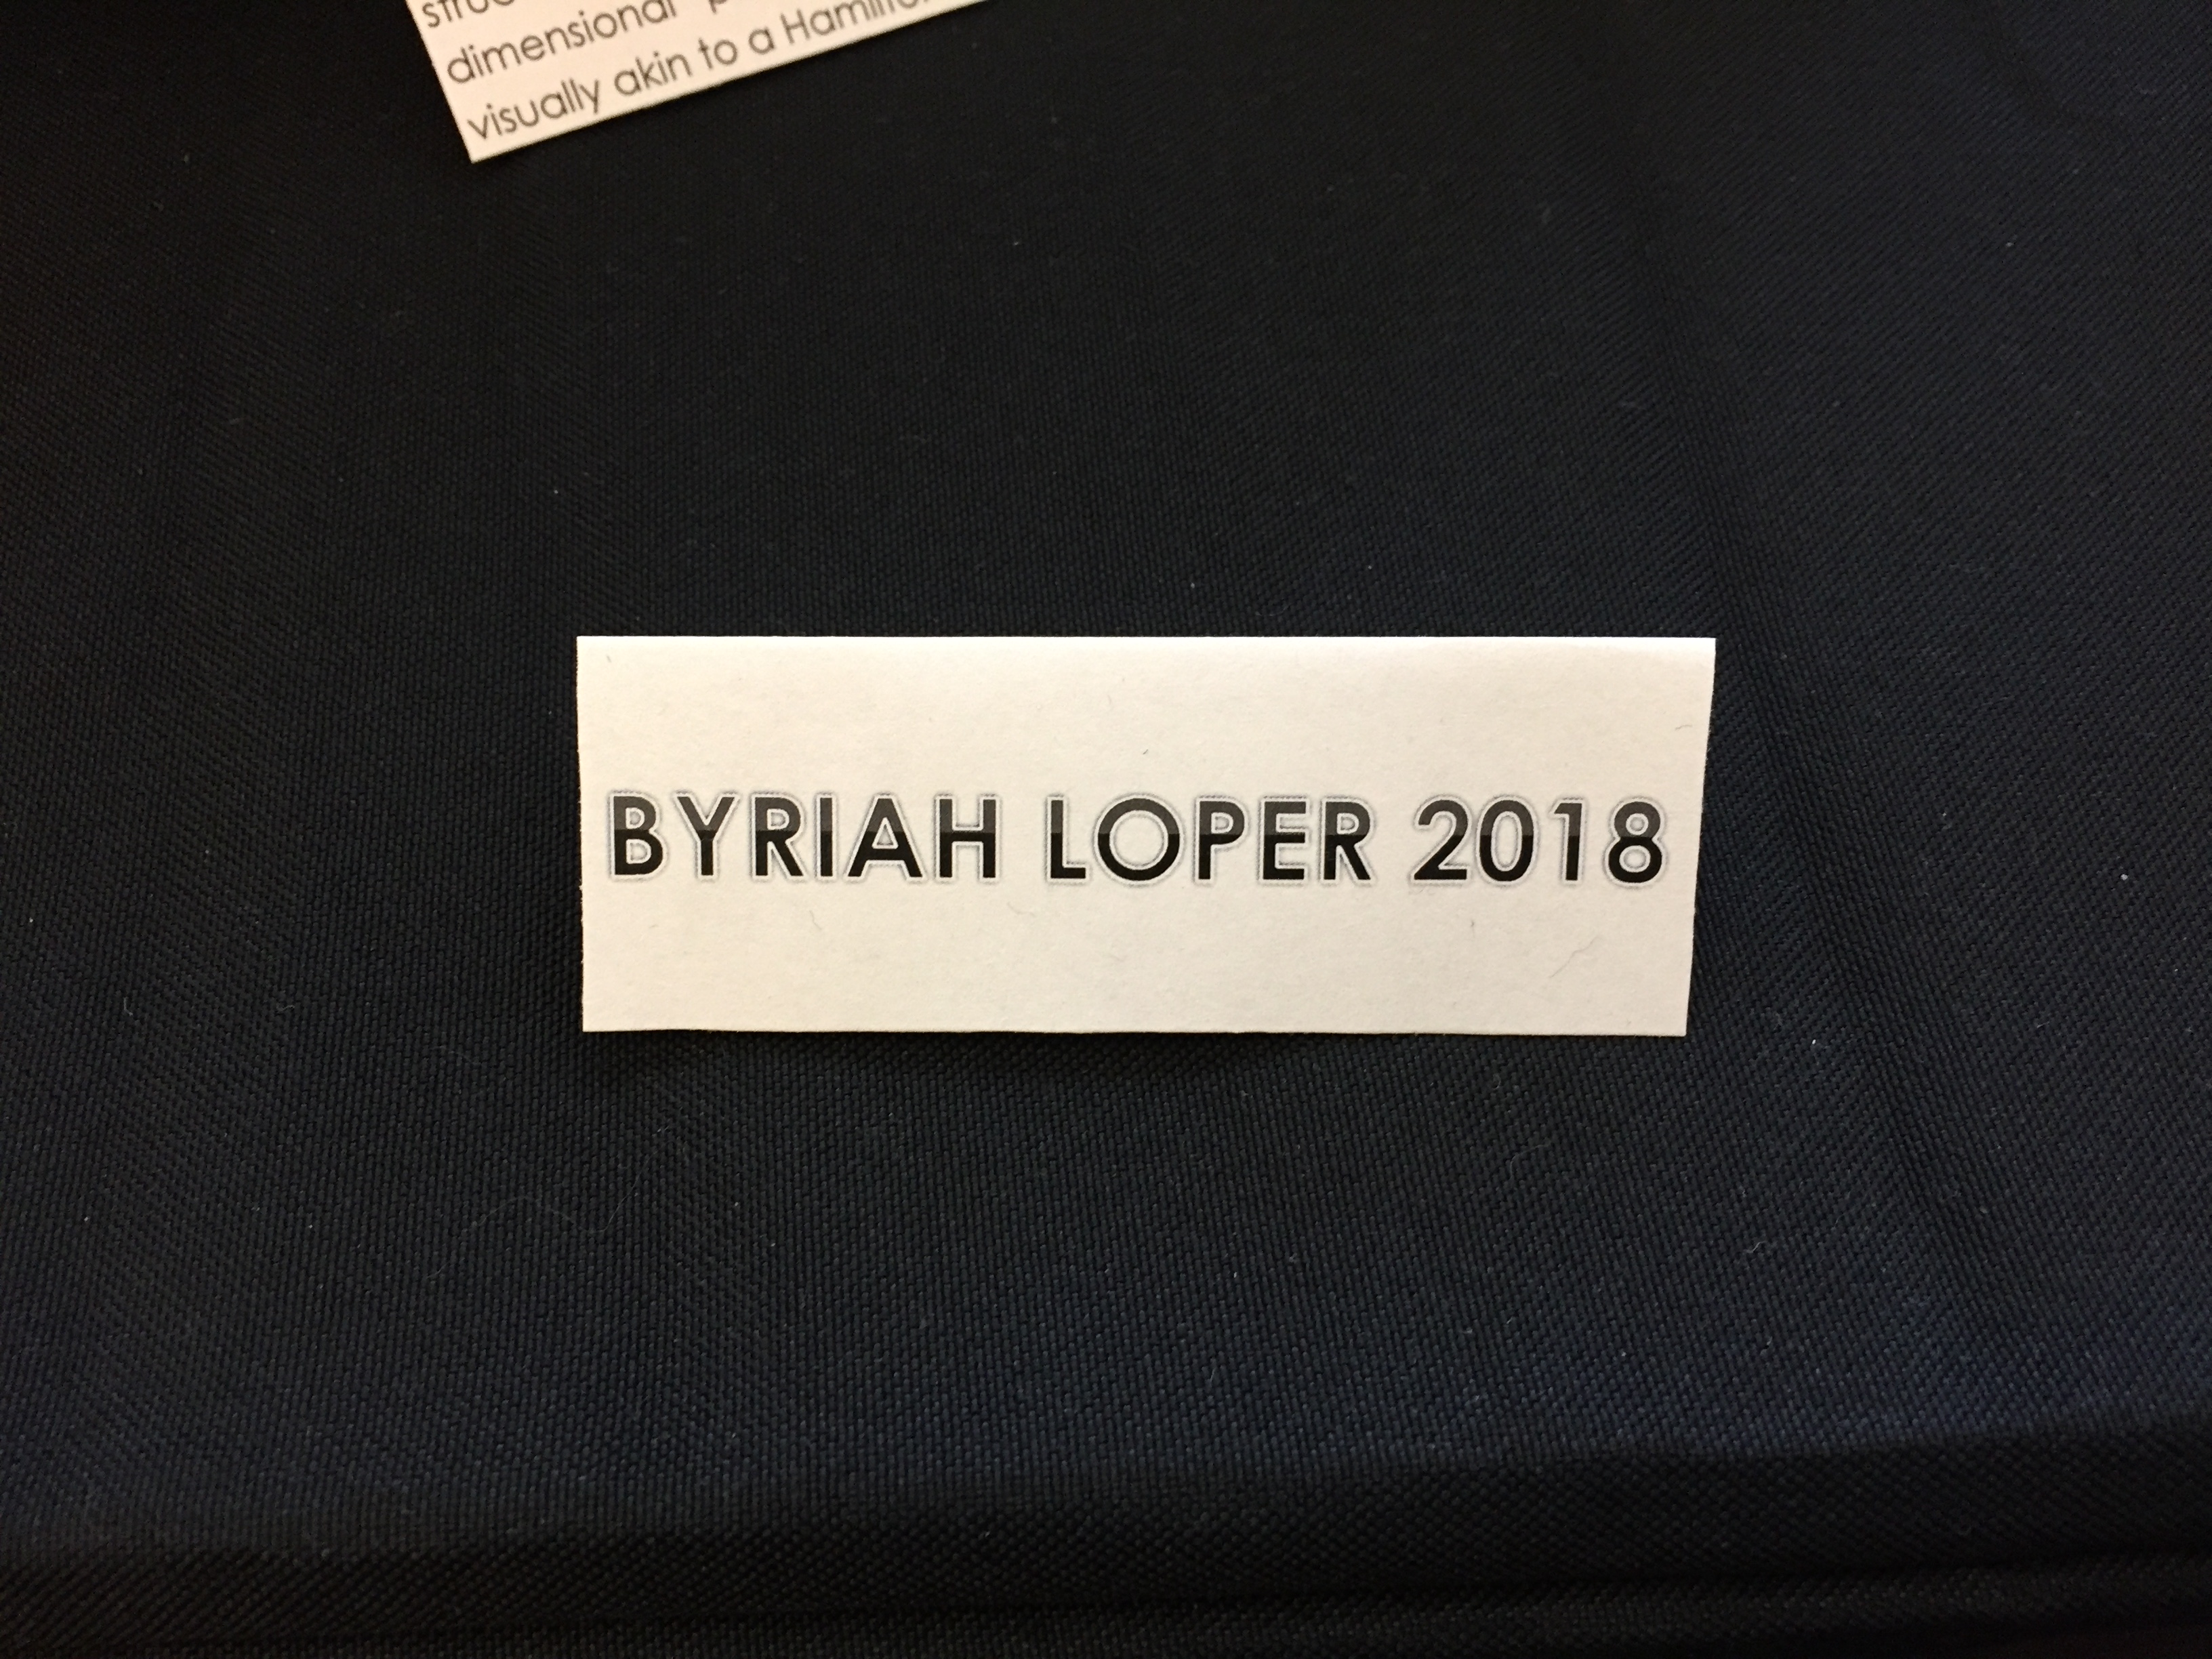 dimensional
visually akin to a
BYRIAH LOPER 2018